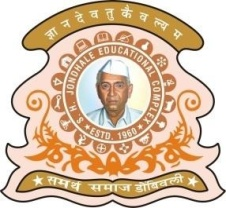 ज्ञानदेवतुकैवल्यम
S. H. JONDHALE EDUCATIONAL COMPLEX
ESTD. 1960
समर्थ समाज डोंबिवली